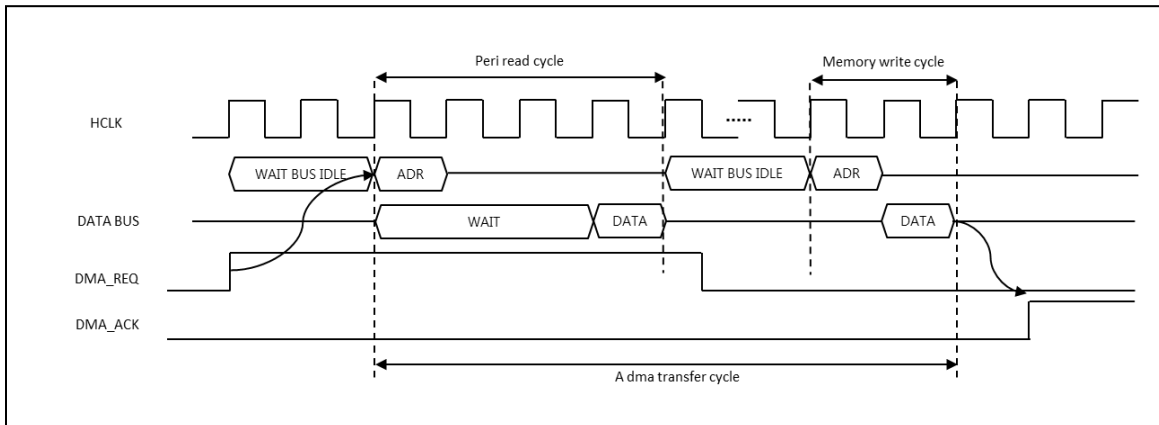 Peri read cycle
Memory write cycle
HCLK
.....
WAIT BUS IDLE
ADR
WAIT BUS IDLE
ADR
DATA BUS
WAIT
DATA
DATA
DMA_REQ
DMA_ACK
A dma transfer cycle